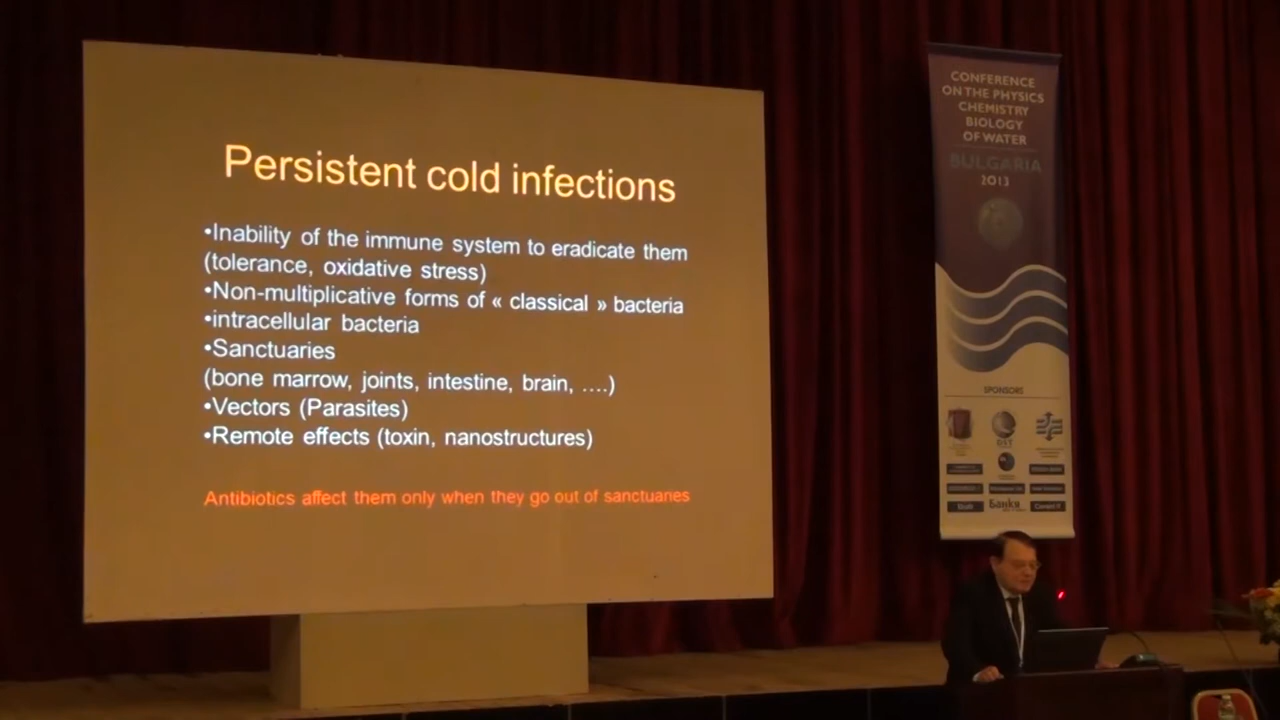 Persistent cold infections
•Inability of the immune system to eradicate them
(tolerance, oxidative stress)
•Non-multiplicative forms of « classical » bacteria
•intracellular bacteria
•Sanctuaries
(bone marrow, joints, intestine, brain, ....)
•Vectors (Parasites)
•Remote effects (toxin, nanostructures)
Antibiotics affect them only when they go out of sanctuaries
CONFERENCE
ON THE PHYSICS
CHEMISTRY
BIOLOGY
OF WATER
BULGARIA
2013
SPONSORS
Банку